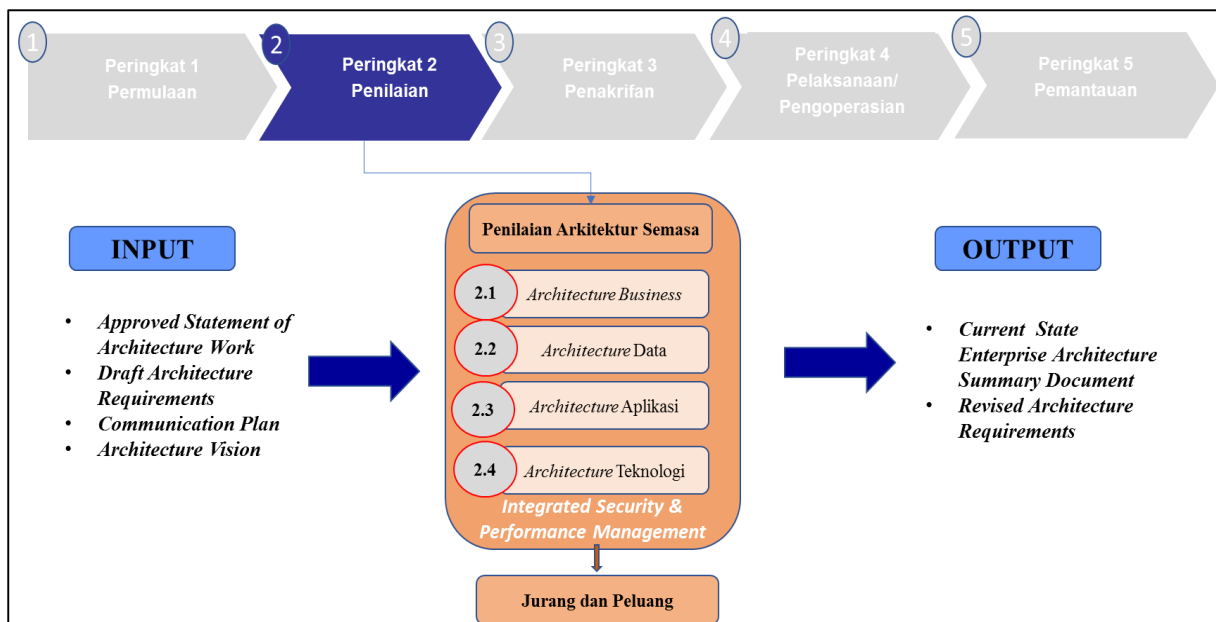 1
Peringkat 1
Permulaan
2
Peringkat 2
Penilaian
3
Peringkat 3
Penakrifan
4
Peringkat 4
Pelaksanaan/
Pengoperasian
5
Peringkat 5
Pemantauan
INPUT
• Approved Statement of
Architecture Work
• Draft Architecture
Requirements
• Communication Plan
• Architecture Vision
Penilaian Arkitektur Semasa
2.1 Architecture Business
2.2 Architecture Data
2.3 Architecture Aplikasi
2.4 Architecture Teknologi
Integrated Security &
Performance Management
Jurang dan Peluang
OUTPUT
• Current State
Enterprise Architecture
Summary Document
• Revised Architecture
Requirements